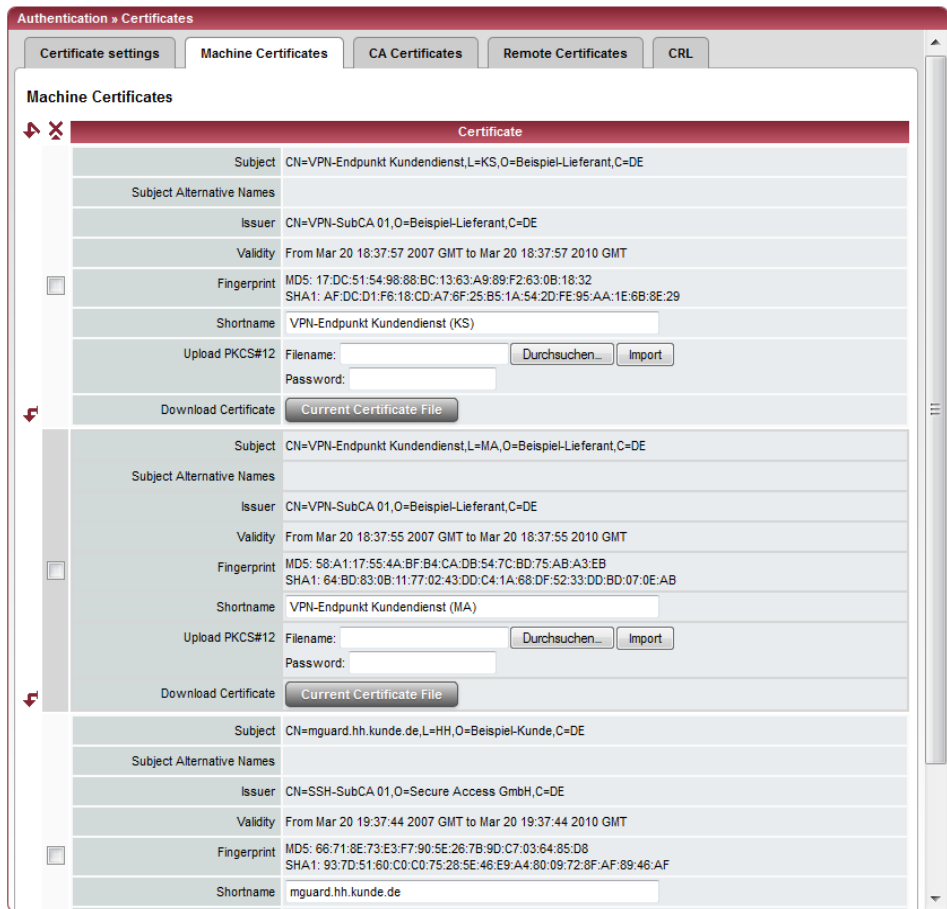 Authentication » Certificates
Certificate settings
Machine Certificates
CA Certificates
Remote Certificates
CRL
Machine Certificates
Certificate
Subject CN=VPN-Endpunkt Kundendienst,L=KS,O=Beispiel-Lieferant,C=DE
Subject Alternative Names
Issuer CN=VPN-SubCA 01,O=Beispiel-Lieferant,C=DE
Validity From Mar 20 18:37:57 2007 GMT to Mar 20 18:37:57 2010 GMT
Fingerprint MD5: 17:DC:51:54:98:88:BC:13:63:A9:89:F2:63:0B:18:32
SHA1: AF:DC:D1:F6:18:CD:A7:6F:25:B5:1A:54:2D:FE:95:AA:1E:6B:8E:29
Shortname VPN-Endpunkt Kundendienst (KS)
Upload PKCS#12 Filename: Durchsuchen... Import
Password:
Download Certificate Current Certificate File
Subject CN=VPN-Endpunkt Kundendienst,L=MA,O=Beispiel-Lieferant,C=DE
Subject Alternative Names
Issuer CN=VPN-SubCA 01,O=Beispiel-Lieferant,C=DE
Validity From Mar 20 18:37:55 2007 GMT to Mar 20 18:37:55 2010 GMT
Fingerprint MD5: 58:A1:17:55:4A:BF:B4:CA:DB:54:7C:BD:75:AB:A3:EB
SHA1: 64:BD:83:0B:11:77:02:43:DD:C4:1A:68:DF:52:33:DD:BD:07:0E:AB
Shortname VPN-Endpunkt Kundendienst (MA)
Upload PKCS#12 Filename: Durchsuchen... Import
Password:
Download Certificate Current Certificate File
Subject CN=mguard.hh.kunde.de,L=HH,O=Beispiel-Kunde,C=DE
Subject Alternative Names
Issuer CN=SSH-SubCA 01,O=Secure Access GmbH,C=DE
Validity From Mar 20 19:37:44 2007 GMT to Mar 20 19:37:44 2010 GMT
Fingerprint MD5: 66:71:8E:73:E3:F7:90:5E:26:7B:9D:C7:03:64:85:D8
SHA1: 93:7D:51:60:C0:C0:75:28:5E:46:E9:A4:80:09:72:8F:AF:89:46:AF
Shortname mguard.hh.kunde.de